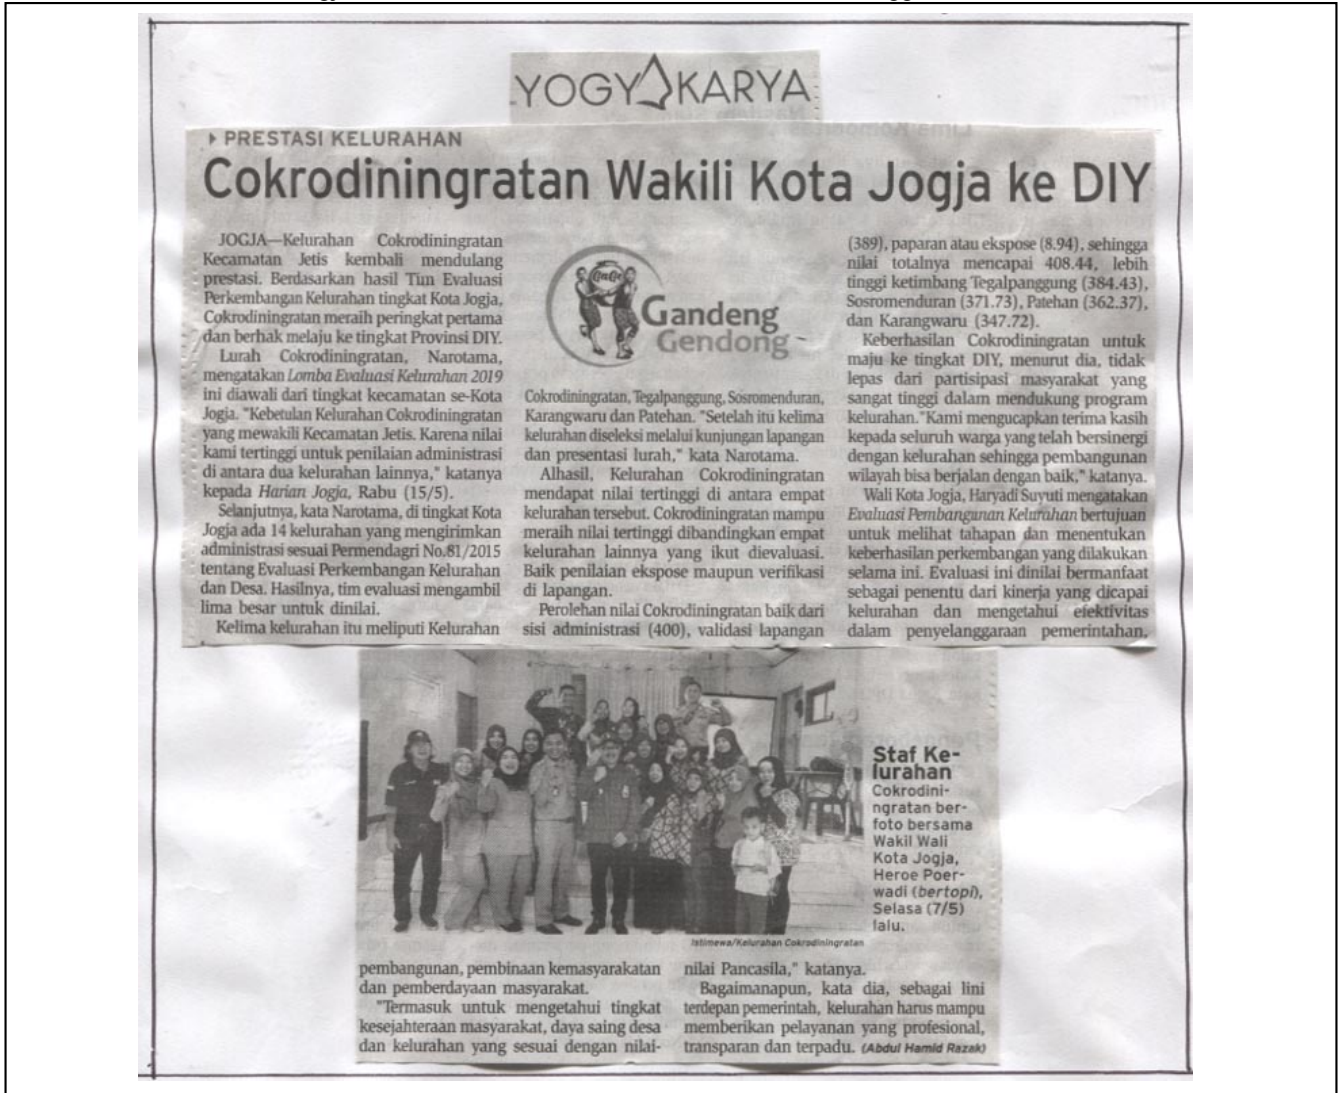 YOGYAKARYA
PRESTASI KELURAHAN
Cokrodiningratan Wakili Kota Jogja ke DIY
JOGJA—Kelurahan Cokrodiningratan
Kecamatan Jetis kembali mendulang
prestasi. Berdasarkan hasil Tim Evaluasi
Perkembangan Kelurahan tingkat Kota Jogja,
Cokrodiningratan meraih peringkat pertama
dan berhak melaju ke tingkat Provinsi DIY.
Lurah Cokrodiningratan, Narotama,
mengatakan Lomba Evaluasi Kelurahan 2019
ini diawali dari tingkat kecamatan se-Kota
Jogja. "Kebetulan Kelurahan Cokrodiningratan
yang mewakili Kecamatan Jetis. Karena nilai
kami tertinggi untuk penilaian administrasi
di antara dua kelurahan lainnya," katanya
kepada Harian Jogja, Rabu (15/5).
Selanjutnya, kata Narotama, di tingkat Kota
Jogja ada 14 kelurahan yang mengirimkan
administrasi sesuai Permendagri No.81/2015
tentang Evaluasi Perkembangan Kelurahan
dan Desa. Hasilnya, tim evaluasi mengambil
lima besar untuk dinilai.
Kelima kelurahan itu meliputi Kelurahan
GaGe
Gandeng
Gendong
Cokrodiningratan, Tegalpanggung, Sosromenduran,
Karangwaru dan Patehan. "Setelah itu kelima
kelurahan diseleksi melalui kunjungan lapangan
dan presentasi lurah," kata Narotama.
Alhasil, Kelurahan Cokrodiningratan
mendapat nilai tertinggi di antara empat
kelurahan tersebut. Cokrodiningratan mampu
meraih nilai tertinggi dibandingkan empat
kelurahan lainnya yang ikut dievaluasi.
Baik penilaian ekspose maupun verifikasi
di lapangan.
Perolehan nilai Cokrodiningratan baik dari
sisi administrasi (400), validasi lapangan
(389), paparan atau ekspose (8.94), sehingga
nilai totalnya mencapai 408.44, lebih
tinggi ketimbang Tegalpanggung (384.43),
Sosromenduran (371.73), Patehan (362.37),
dan Karangwaru (347.72).
Keberhasilan Cokrodiningratan untuk
maju ke tingkat DIY, menurut dia, tidak
lepas dari partisipasi masyarakat yang
sangat tinggi dalam mendukung program
kelurahan."Kami mengucapkan terima kasih
kepada seluruh warga yang telah bersinergi
dengan kelurahan sehingga pembangunan
wilayah bisa berjalan dengan baik," katanya.
Wali Kota Jogja, Haryadi Suyuti mengatakan
Evaluasi Pembangunan Kelurahan bertujuan
untuk melihat tahapan dan menentukan
keberhasilan perkembangan yang dilakukan
selama ini. Evaluasi ini dinilai bermanfaat
sebagai penentu dari kinerja yang dicapai
kelurahan dan mengetahui efektivitas
dalam penyelanggaraan pemerintahan,
Staf Ke-
lurahan
Cokrodini-
ngratan ber-
foto bersama
Wakil Wali
Kota Jogja,
Heroe Poer-
wadi (bertopi),
Selasa (7/5)
lalu.
Istimewa/Kelurahan Cokrodiningratan
pembangunan, pembinaan kemasyarakatan
dan pemberdayaan masyarakat.
"Termasuk untuk mengetahui tingkat
kesejahteraan masyarakat, daya saing desa
dan kelurahan yang sesuai dengan nilai-
nilai Pancasila," katanya.
Bagaimanapun, kata dia, sebagai lini
terdepan pemerintah, kelurahan harus mampu
memberikan pelayanan yang profesional,
transparan dan terpadu. (Abdul Hamid Razak)